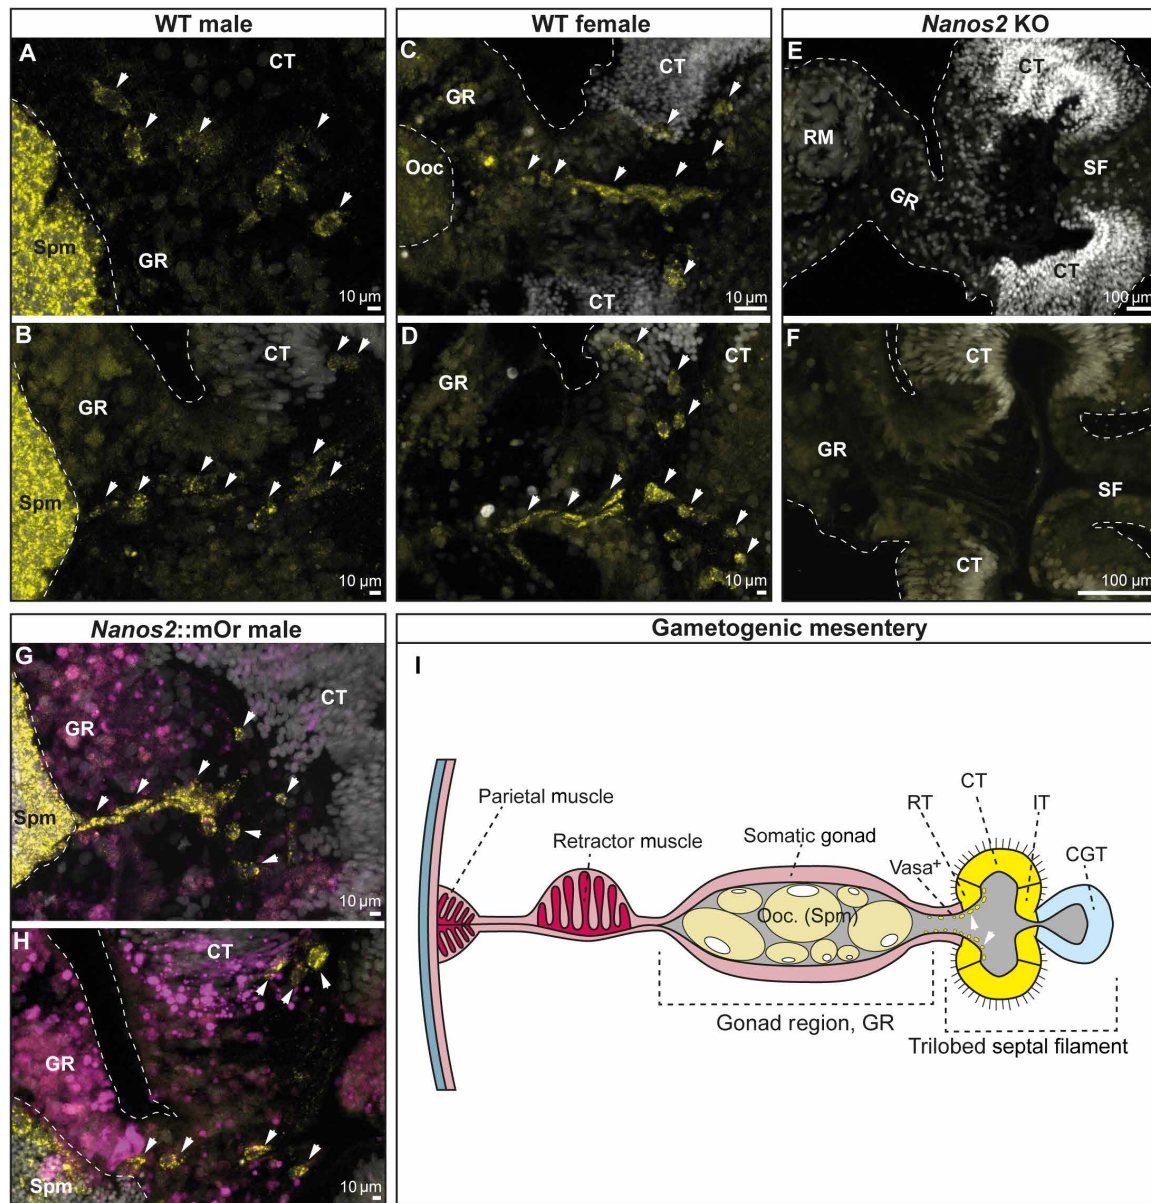 WT male
A
CT
Spm
GR
10 µm
B
CT
GR
Spm
10 µm
WT female
C
CT
GR
Ooc
CT
10 µm
D
CT
GR
10 µm
Nanos2 KO
E
CT
RM
SF
GR
CT
100 µm
F
CT
GR
SF
CT
100 µm
Nanos2::mOr male
G
CT
GR
Spm
10 µm
H
CT
GR
Spm
10 µm
Gametogenic mesentery
I
Parietal muscle
Retractor muscle
Somatic gonad
Vasa⁺
RT
CT
IT
CGT
Ooc. (Spm)
Gonad region, GR
Trilobed septal filament